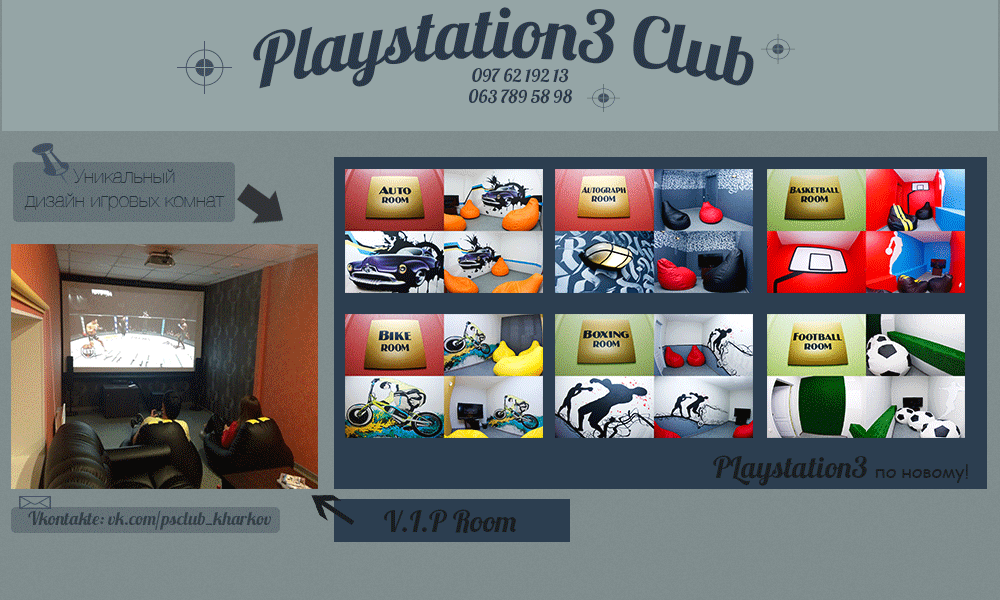 Playstation3 Club
097 62 192 13
063 789 58 98
Уникальный
дизайн игровых комнат
AUTO
ROOM
AUTOGRAPH
ROOM
BASKETBALL
ROOM
BIKE
ROOM
BOXING
ROOM
FOOTBALL
ROOM
Playstation3 по новому!
Vkontakte: vk.com/psclub_kharkov
V.I.P Room